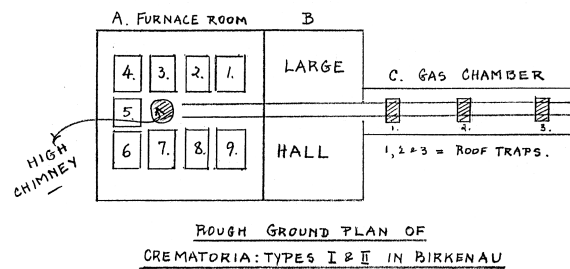 A. FURNACE ROOM
B
4. 3. 2. 1.
LARGE
C. GAS CHAMBER
5.
1. 2. 3.
6 7. 8. 9.
HALL
1, 2 & 3 = ROOF TRAPS.
HIGH
CHIMNEY
ROUGH GROUND PLAN OF
CREMATORIA: TYPES I & II IN BIRKENAU